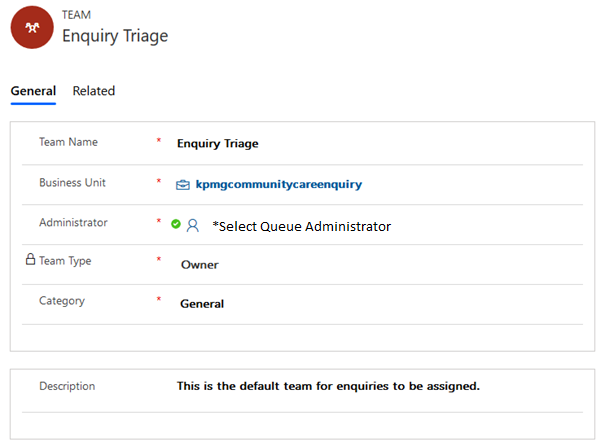 TEAM
Enquiry Triage
General Related
Team Name * Enquiry Triage
Business Unit * kpmgcommunitycareenquiry
Administrator * *Select Queue Administrator
Team Type * Owner
Category * General
Description This is the default team for enquiries to be assigned.